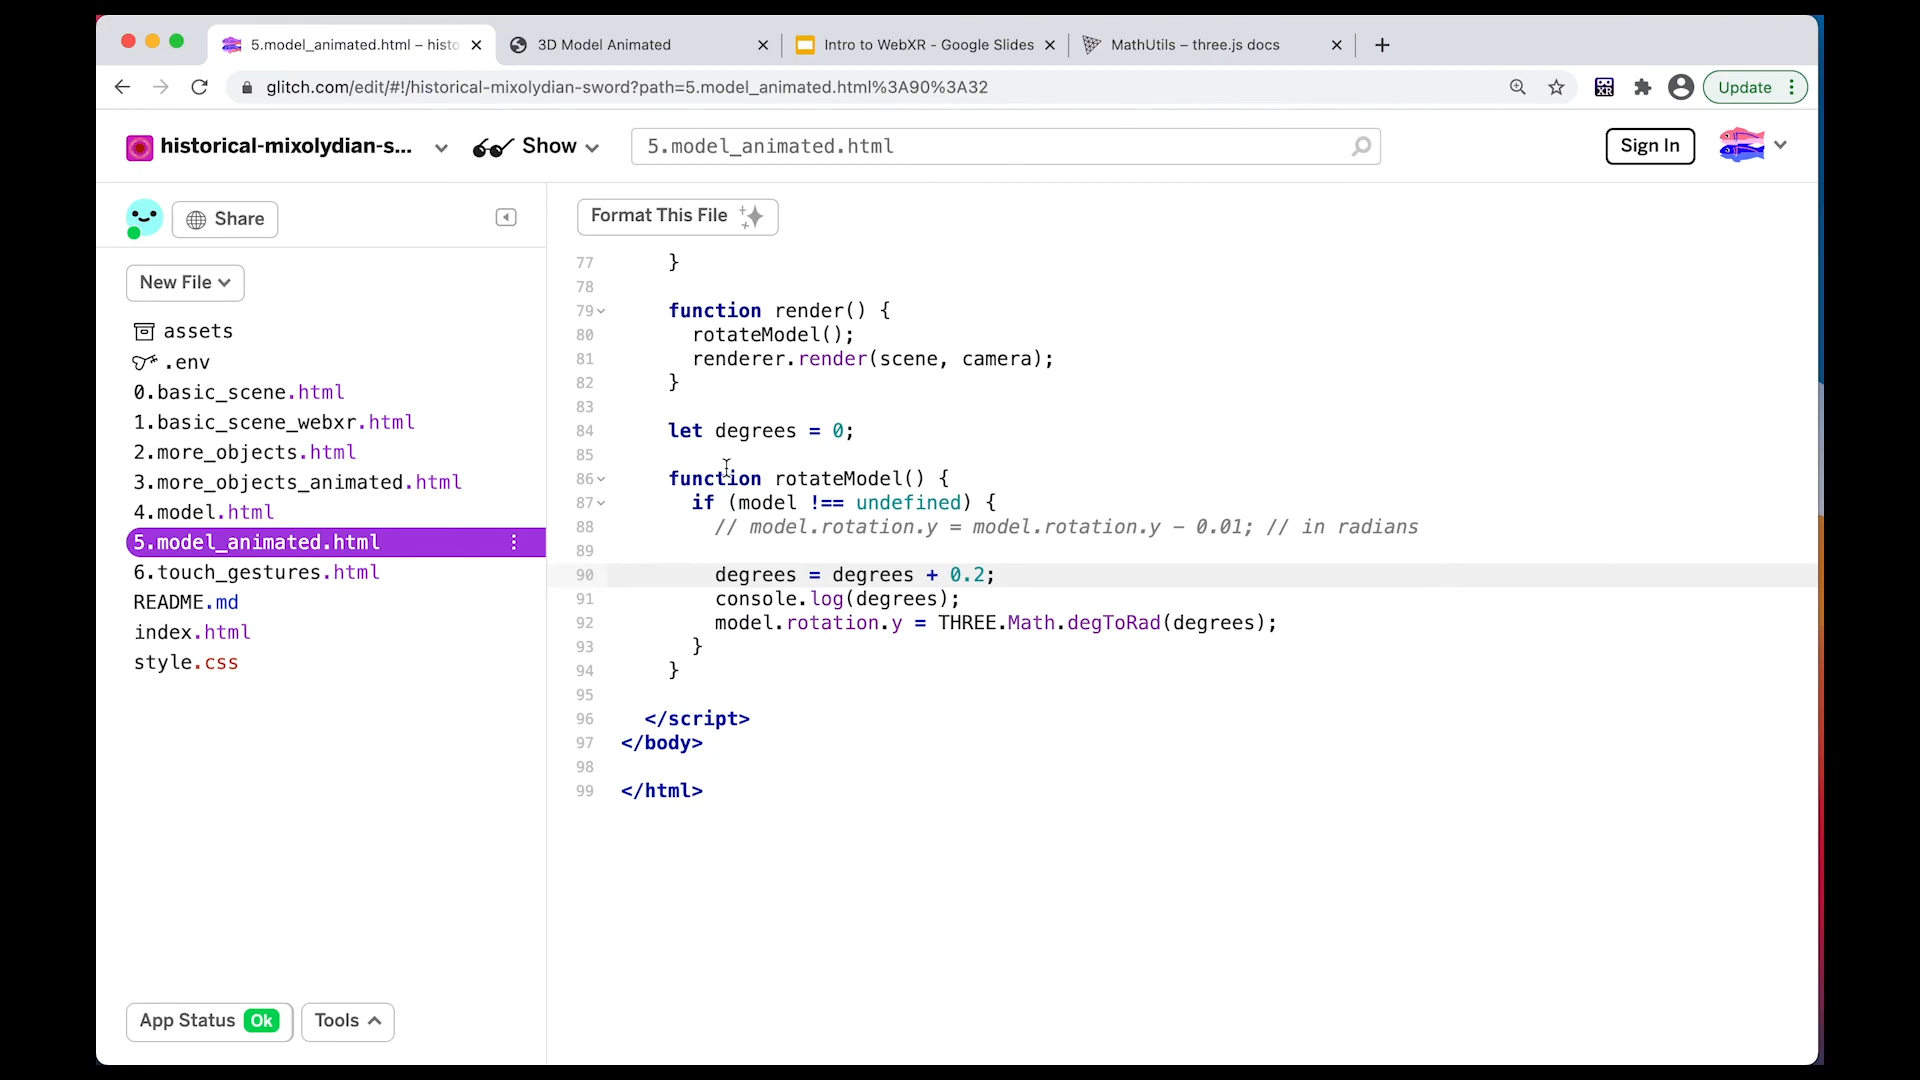 5.model_animated.html – histo
3D Model Animated
Intro to WebXR - Google Slides
MathUtils – three.js docs
glitch.com/edit/#!/historical-mixolydian-sword?path=5.model_animated.html%3A90%3A32
XR
Update
historical-mixolydian-s...
Show
5.model_animated.html
Sign In
Share
Format This File
New File
assets
.env
0.basic_scene.html
1.basic_scene_webxr.html
2.more_objects.html
3.more_objects_animated.html
4.model.html
5.model_animated.html
6.touch_gestures.html
README.md
index.html
style.css
77 }
78
79 function render() {
80 rotateModel();
81 renderer.render(scene, camera);
82 }
83
84 let degrees = 0;
85
86 function rotateModel() {
87 if (model !== undefined) {
88 // model.rotation.y = model.rotation.y - 0.01; // in radians
89
90 degrees = degrees + 0.2;
91 console.log(degrees);
92 model.rotation.y = THREE.Math.degToRad(degrees);
93 }
94 }
95
96 </script>
97 </body>
98
99 </html>
App Status Ok
Tools